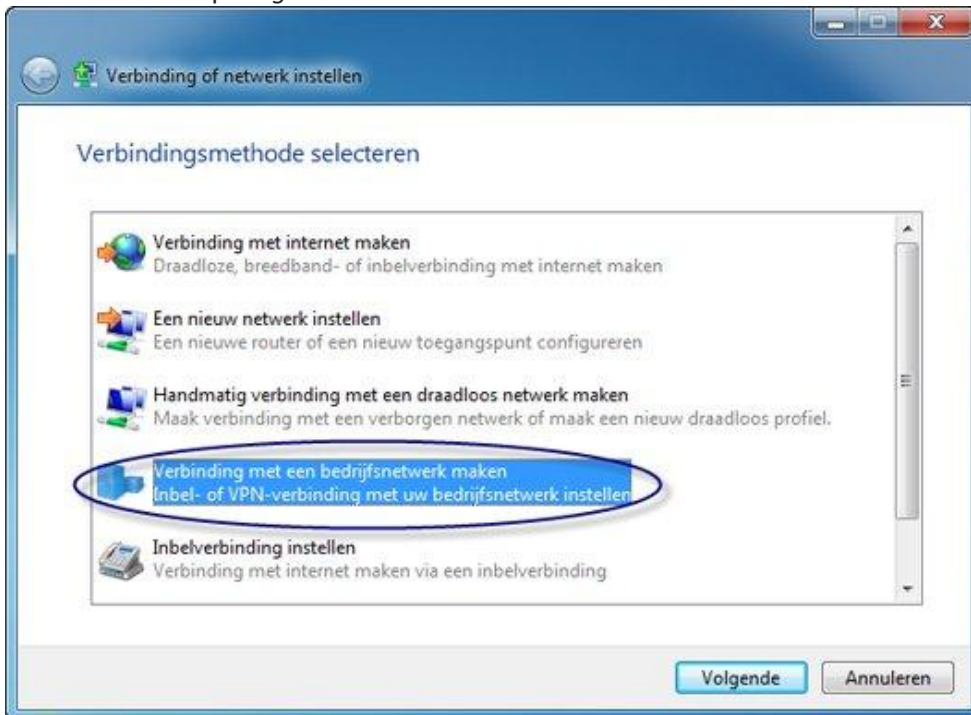 Verbinding of netwerk instellen
Verbindingsmethode selecteren
Verbinding met internet maken
Draadloze, breedband- of inbelverbinding met internet maken
Een nieuw netwerk instellen
Een nieuwe router of een nieuw toegangspunt configureren
Handmatig verbinding met een draadloos netwerk maken
Maak verbinding met een verborgen netwerk of maak een nieuw draadloos profiel.
Verbinding met een bedrijfsnetwerk maken
Inbel- of VPN-verbinding met uw bedrijfsnetwerk instellen
Inbelverbinding instellen
Verbinding met internet maken via een inbelverbinding
Volgende
Annuleren